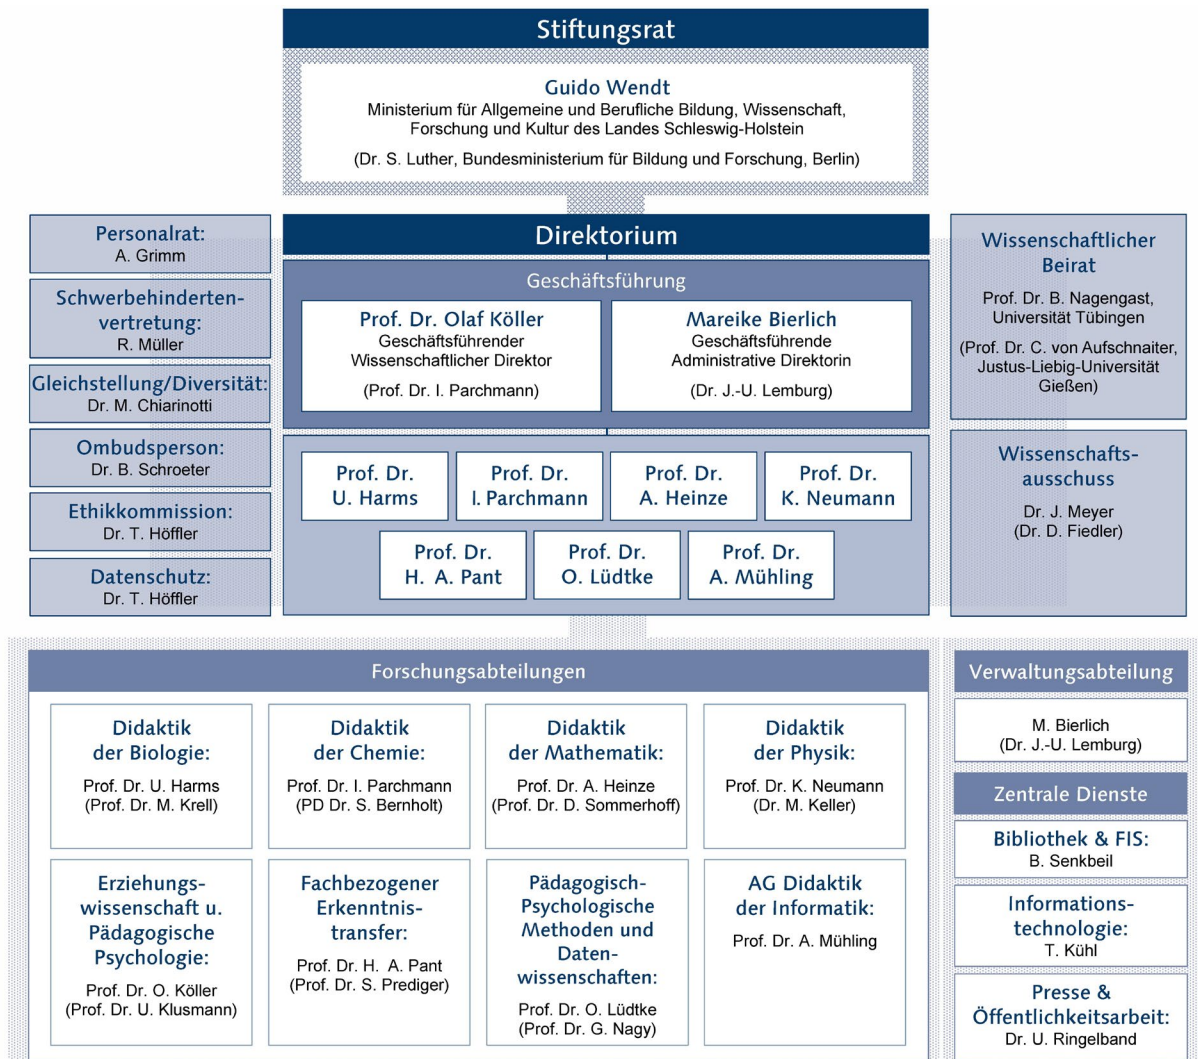 Stiftungsrat
Guido Wendt
Ministerium für Allgemeine und Berufliche Bildung, Wissenschaft,
Forschung und Kultur des Landes Schleswig-Holstein
(Dr. S. Luther, Bundesministerium für Bildung und Forschung, Berlin)
Personalrat:
A. Grimm
Schwerbehinderten-
vertretung:
R. Müller
Gleichstellung/Diversität:
Dr. M. Chiarinotti
Ombudsperson:
Dr. B. Schroeter
Ethikkommission:
Dr. T. Höffler
Datenschutz:
Dr. T. Höffler
Direktorium
Geschäftsführung
Prof. Dr. Olaf Köller
Geschäftsführender
Wissenschaftlicher Direktor
(Prof. Dr. I. Parchmann)
Mareike Bierlich
Geschäftsführende
Administrative Direktorin
(Dr. J.-U. Lemburg)
Prof. Dr.
U. Harms
Prof. Dr.
I. Parchmann
Prof. Dr.
A. Heinze
Prof. Dr.
K. Neumann
Prof. Dr.
H. A. Pant
Prof. Dr.
O. Lüdtke
Prof. Dr.
A. Mühling
Wissenschaftlicher
Beirat
Prof. Dr. B. Nagengast,
Universität Tübingen
(Prof. Dr. C. von Aufschnaiter,
Justus-Liebig-Universität
Gießen)
Wissenschafts-
ausschuss
Dr. J. Meyer
(Dr. D. Fiedler)
Forschungsabteilungen
Didaktik
der Biologie:
Prof. Dr. U. Harms
(Prof. Dr. M. Krell)
Didaktik
der Chemie:
Prof. Dr. I. Parchmann
(PD Dr. S. Bernholt)
Didaktik
der Mathematik:
Prof. Dr. A. Heinze
(Prof. Dr. D. Sommerhoff)
Didaktik
der Physik:
Prof. Dr. K. Neumann
(Dr. M. Keller)
Erziehungs-
wissenschaft u.
Pädagogische
Psychologie:
Prof. Dr. O. Köller
(Prof. Dr. U. Klusmann)
Fachbezogener
Erkenntnis-
transfer:
Prof. Dr. H. A. Pant
(Prof. Dr. S. Prediger)
Pädagogisch-
Psychologische
Methoden und
Daten-
wissenschaften:
Prof. Dr. O. Lüdtke
(Prof. Dr. G. Nagy)
AG Didaktik
der Informatik:
Prof. Dr. A. Mühling
Verwaltungsabteilung
M. Bierlich
(Dr. J.-U. Lemburg)
Zentrale Dienste
Bibliothek & FIS:
B. Senkbeil
Informations-
technologie:
T. Kühl
Presse &
Öffentlichkeitsarbeit:
Dr. U. Ringelband